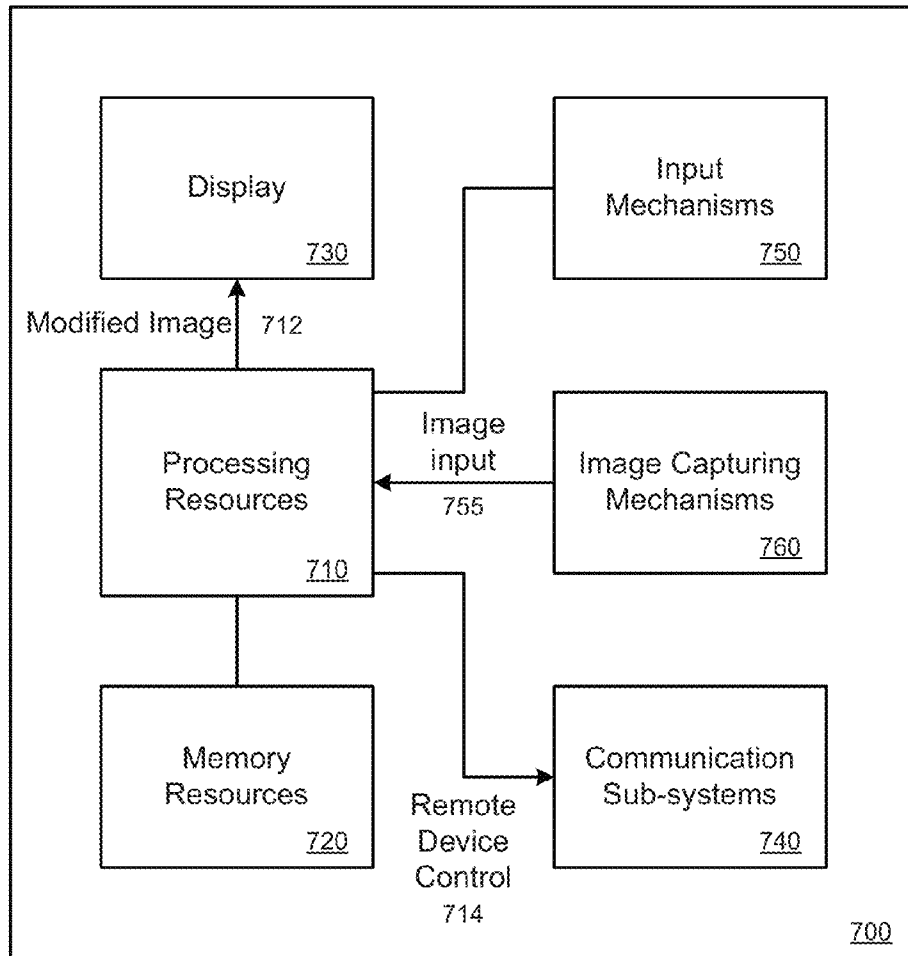 Display
730
Input
Mechanisms
750
Modified Image
712
Processing
Resources
710
Image
input
755
Image Capturing
Mechanisms
760
Memory
Resources
720
Remote
Device
Control
714
Communication
Sub-systems
740
700